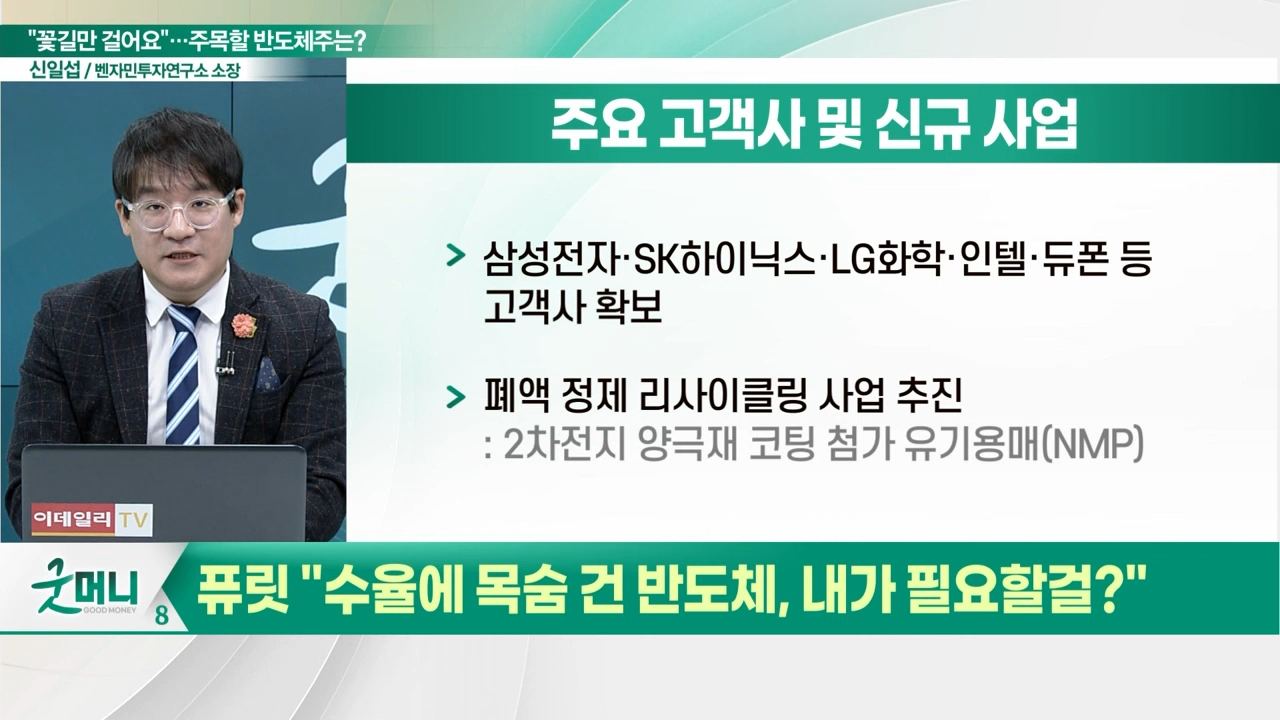 "꽃길만 걸어요"…주목할 반도체주는?
신일섭 / 벤자민투자연구소 소장
주요 고객사 및 신규 사업
> 삼성전자·SK하이닉스·LG화학·인텔·듀폰 등
고객사 확보
> 폐액 정제 리사이클링 사업 추진
: 2차전지 양극재 코팅 첨가 유기용매(NMP)
이데일리 TV
굿머니
GOOD MONEY
8
퓨릿 "수율에 목숨 건 반도체, 내가 필요할걸?"